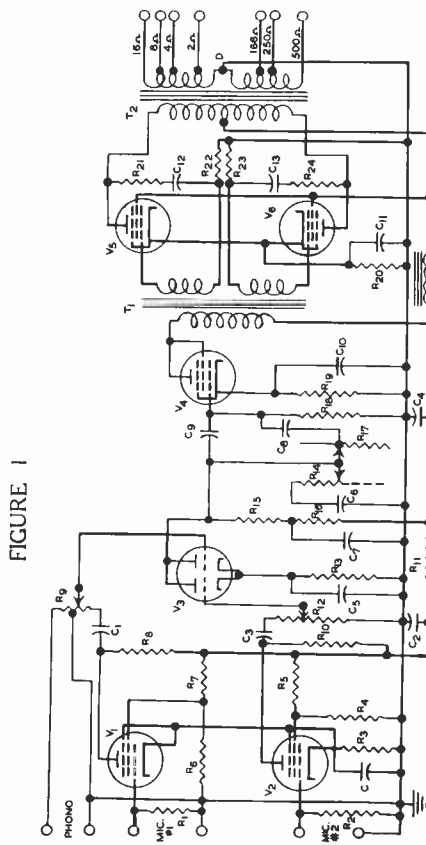 FIGURE 1
PHONO
MIC. #1
MIC. #2
R1
R2
V1
V2
R3
R4
R5
R6
R7
R8
R9
C1
C
C3
R10
R12
C2
R11
V3
C5
R13
C7
R16
R15
C6
R14
R17
C8
C9
R18
R19
C10
C4
V4
T1
V5
V6
R20
C11
R21
C12
R22
R23
C13
R24
T2
16Ω
8Ω
4Ω
2Ω
D
166Ω
250Ω
500Ω